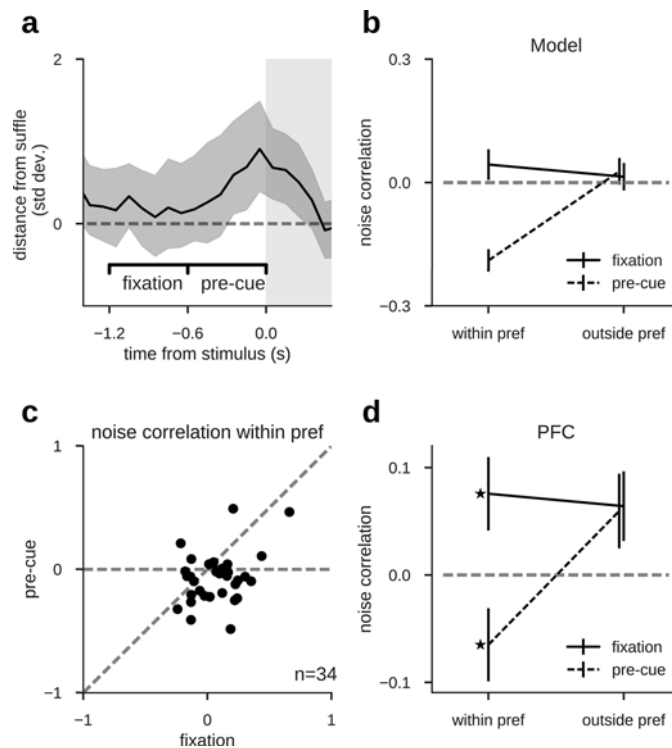 a
2
0
distance from suffle
(std dev.)
fixation
pre-cue
−1.2
−0.6
0.0
time from stimulus (s)
b
Model
0.3
0.0
−0.3
noise correlation
fixation
pre-cue
within pref
outside pref
c
noise correlation within pref
1
0
−1
pre-cue
n=34
−1
0
1
fixation
d
PFC
0.1
0.0
−0.1
noise correlation
fixation
pre-cue
within pref
outside pref